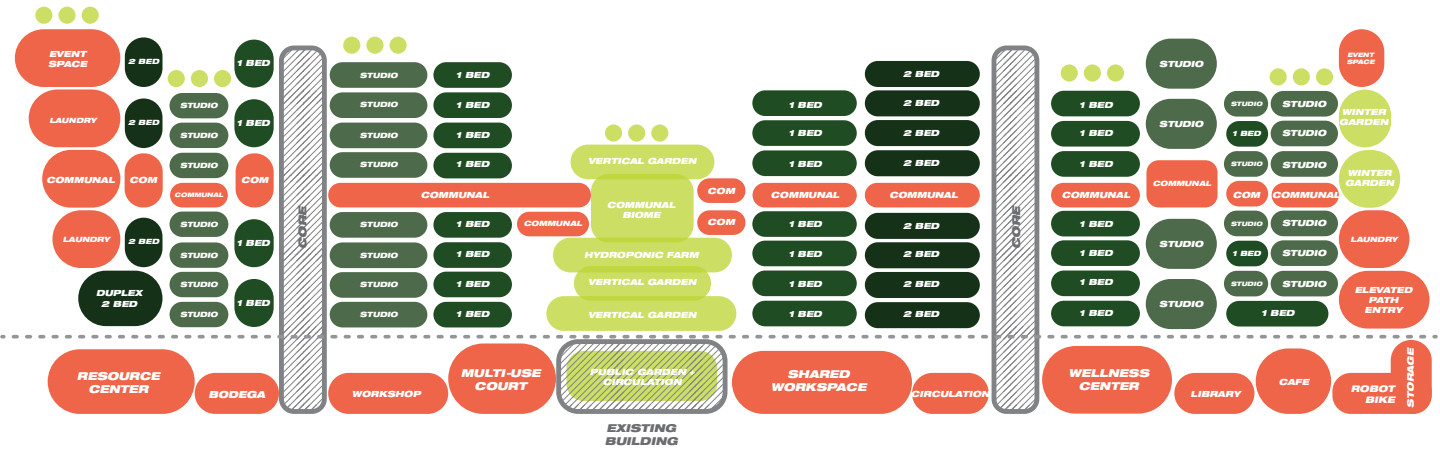 EVENT
SPACE
2 BED
1 BED
LAUNDRY
2 BED
STUDIO
STUDIO
1 BED
COMMUNAL
COM
STUDIO
COMMUNAL
COM
LAUNDRY
2 BED
STUDIO
STUDIO
1 BED
DUPLEX
2 BED
STUDIO
STUDIO
1 BED
CORE
STUDIO
1 BED
STUDIO
1 BED
STUDIO
1 BED
STUDIO
1 BED
COMMUNAL
STUDIO
1 BED
COMMUNAL
STUDIO
1 BED
STUDIO
1 BED
STUDIO
1 BED
VERTICAL GARDEN
COMMUNAL
BIOME
COM
COM
HYDROPONIC FARM
VERTICAL GARDEN
VERTICAL GARDEN
2 BED
1 BED
2 BED
1 BED
2 BED
1 BED
2 BED
COMMUNAL
COMMUNAL
1 BED
2 BED
1 BED
2 BED
1 BED
2 BED
1 BED
2 BED
CORE
1 BED
1 BED
1 BED
COMMUNAL
1 BED
1 BED
1 BED
1 BED
STUDIO
STUDIO
COMMUNAL
STUDIO
STUDIO
STUDIO
STUDIO
1 BED
STUDIO
STUDIO
STUDIO
COM
COMMUNAL
STUDIO
STUDIO
1 BED
STUDIO
STUDIO
STUDIO
1 BED
EVENT
SPACE
WINTER
GARDEN
WINTER
GARDEN
LAUNDRY
ELEVATED
PATH
ENTRY
RESOURCE
CENTER
BODEGA
WORKSHOP
MULTI-USE
COURT
PUBLIC GARDEN -
CIRCULATION
SHARED
WORKSPACE
CIRCULATION
WELLNESS
CENTER
LIBRARY
CAFE
ROBOT
BIKE
STORAGE
EXISTING
BUILDING